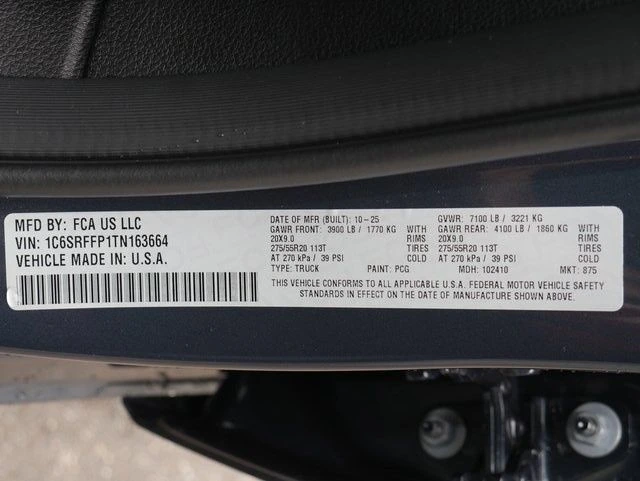 MFD BY: FCA US LLC
VIN: 1C6SRFFP1TN163664
VEHICLE MADE IN: U.S.A.
DATE OF MFR (BUILT): 10-25 GVWR: 7100 LB / 3221 KG
GAWR FRONT: 3900 LB / 1770 KG WITH GAWR REAR: 4100 LB / 1860 KG WITH
20X9.0 RIMS 20X9.0 RIMS
275/55R20 113T TIRES 275/55R20 113T TIRES
AT 270 kPa / 39 PSI COLD AT 270 kPa / 39 PSI COLD
TYPE: TRUCK PAINT: PCG MDH: 102410 MKT: 875
THIS VEHICLE CONFORMS TO ALL APPLICABLE U.S.A. FEDERAL MOTOR VEHICLE SAFETY
STANDARDS IN EFFECT ON THE DATE OF MANUFACTURE SHOWN ABOVE.